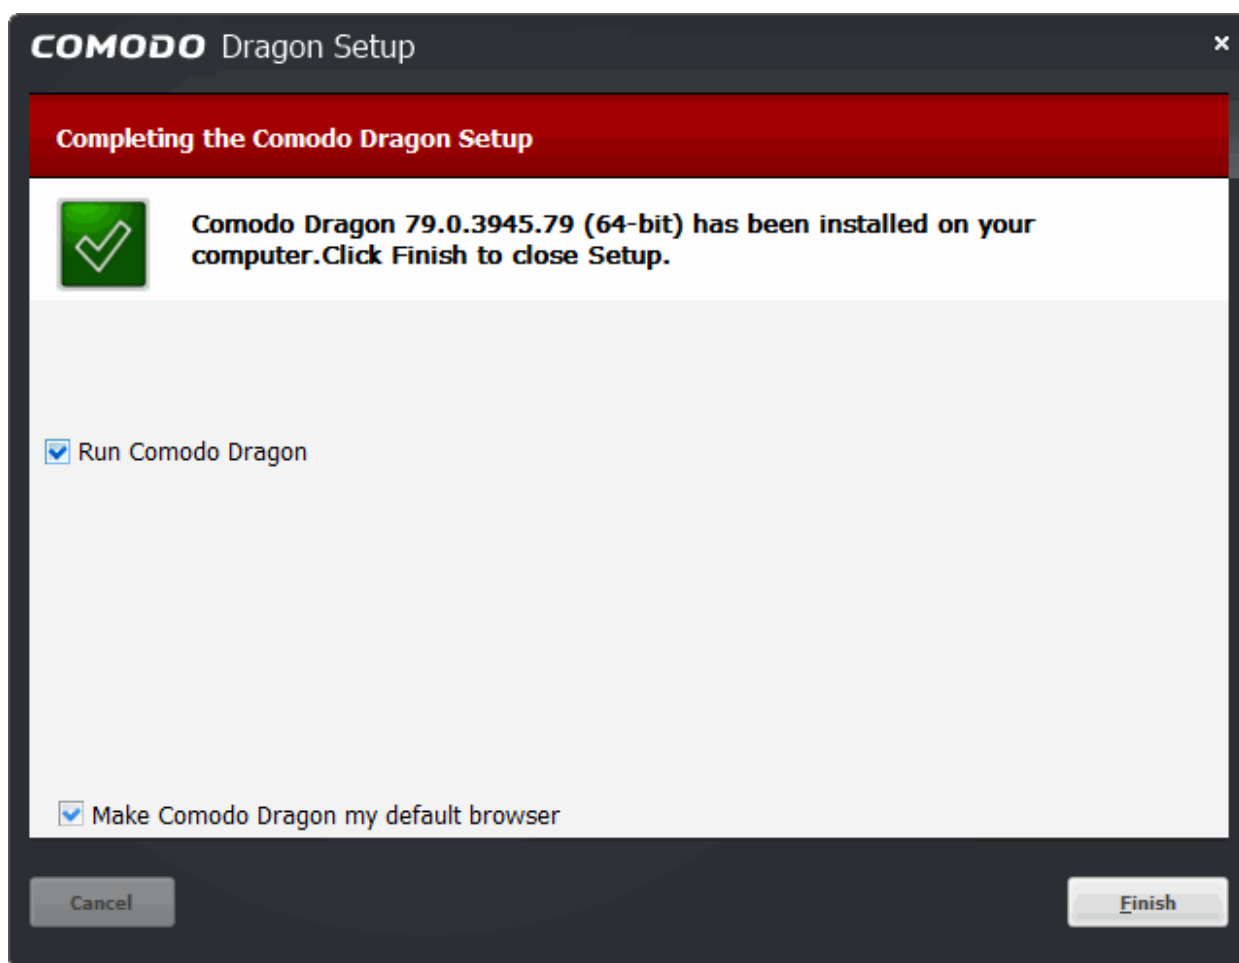 COMODO Dragon Setup
Completing the Comodo Dragon Setup
Comodo Dragon 79.0.3945.79 (64-bit) has been installed on your
computer.Click Finish to close Setup.
Run Comodo Dragon
Make Comodo Dragon my default browser
Cancel
Finish